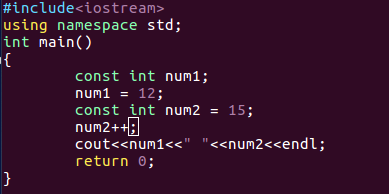 #include<iostream>
using namespace std;
int main()
{
        const int num1;
        num1 = 12;
        const int num2 = 15;
        num2++;
        cout<<num1<<" "<<num2<<endl;
        return 0;
}